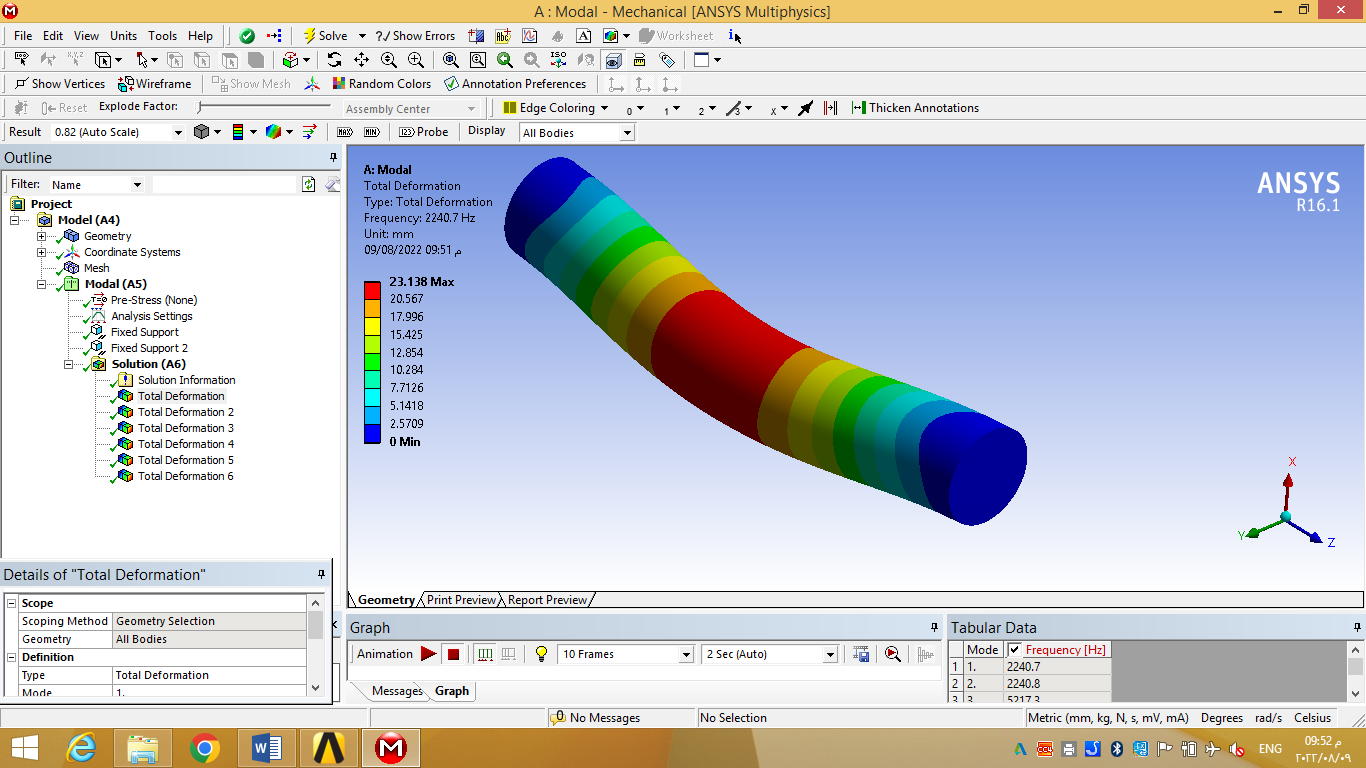 A : Modal - Mechanical [ANSYS Multiphysics]
File Edit View Units Tools Help Solve ?/ Show Errors Worksheet
Show Vertices Wireframe Show Mesh Random Colors Annotation Preferences
Reset Explode Factor: Assembly Center Edge Coloring Thicken Annotations
Result 0.82 (Auto Scale) MAX MIN Probe Display All Bodies
Outline
Filter: Name
Project
Model (A4)
Geometry
Coordinate Systems
Mesh
Modal (A5)
Pre-Stress (None)
Analysis Settings
Fixed Support
Fixed Support 2
Solution (A6)
Solution Information
Total Deformation
Total Deformation 2
Total Deformation 3
Total Deformation 4
Total Deformation 5
Total Deformation 6
Details of "Total Deformation"
Scope
Scoping Method Geometry Selection
Geometry All Bodies
Definition
Type Total Deformation
Mode 1.
A: Modal
Total Deformation
Type: Total Deformation
Frequency: 2240.7 Hz
Unit: mm
09/08/2022 09:51 م
23.138 Max
20.567
17.996
15.425
12.854
10.284
7.7126
5.1418
2.5709
0 Min
ANSYS
R16.1
X
Y
Z
Geometry Print Preview Report Preview
Graph
Animation 10 Frames 2 Sec (Auto)
Messages Graph
Tabular Data
Mode Frequency [Hz]
1 1. 2240.7
2 2. 2240.8
3 3. 5217.3
No Messages No Selection Metric (mm, kg, N, s, mV, mA) Degrees rad/s Celsius
ENG
09:52 م
٢٠٢٢/٠٨/٠٩